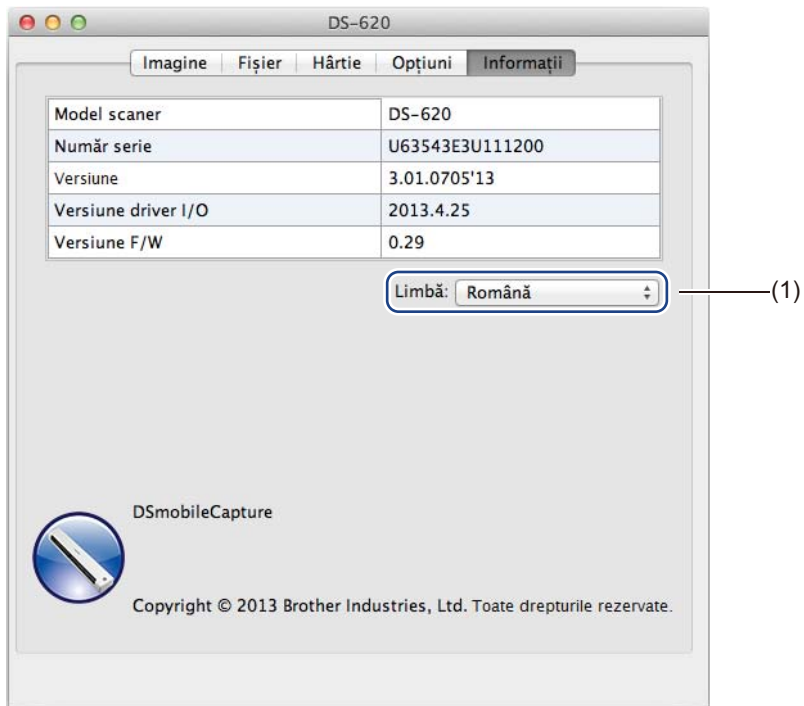 DS-620
Imagine Fișier Hârtie Opțiuni Informații
Model scaner DS-620
Număr serie U63543E3U111200
Versiune 3.01.0705'13
Versiune driver I/O 2013.4.25
Versiune F/W 0.29
Limbă: Română (1)
DSmobileCapture
Copyright © 2013 Brother Industries, Ltd. Toate drepturile rezervate.